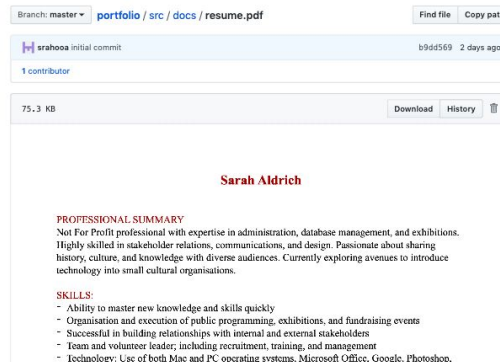 Branch: master portfolio / src / docs / resume.pdf Find file Copy pat
srahooa initial commit b9dd569 2 days ago
1 contributor
75.3 KB Download History
Sarah Aldrich
PROFESSIONAL SUMMARY
Not For Profit professional with expertise in administration, database management, and exhibitions.
Highly skilled in stakeholder relations, communications, and design. Passionate about sharing
history, culture, and knowledge with diverse audiences. Currently exploring avenues to introduce
technology into small cultural organisations.
SKILLS:
- Ability to master new knowledge and skills quickly
- Organisation and execution of public programming, exhibitions, and fundraising events
- Successful in building relationships with internal and external stakeholders
- Team and volunteer leader; including recruitment, training, and management
- Technology: Use of both Mac and PC operating systems, Microsoft Office, Google, Photoshop,